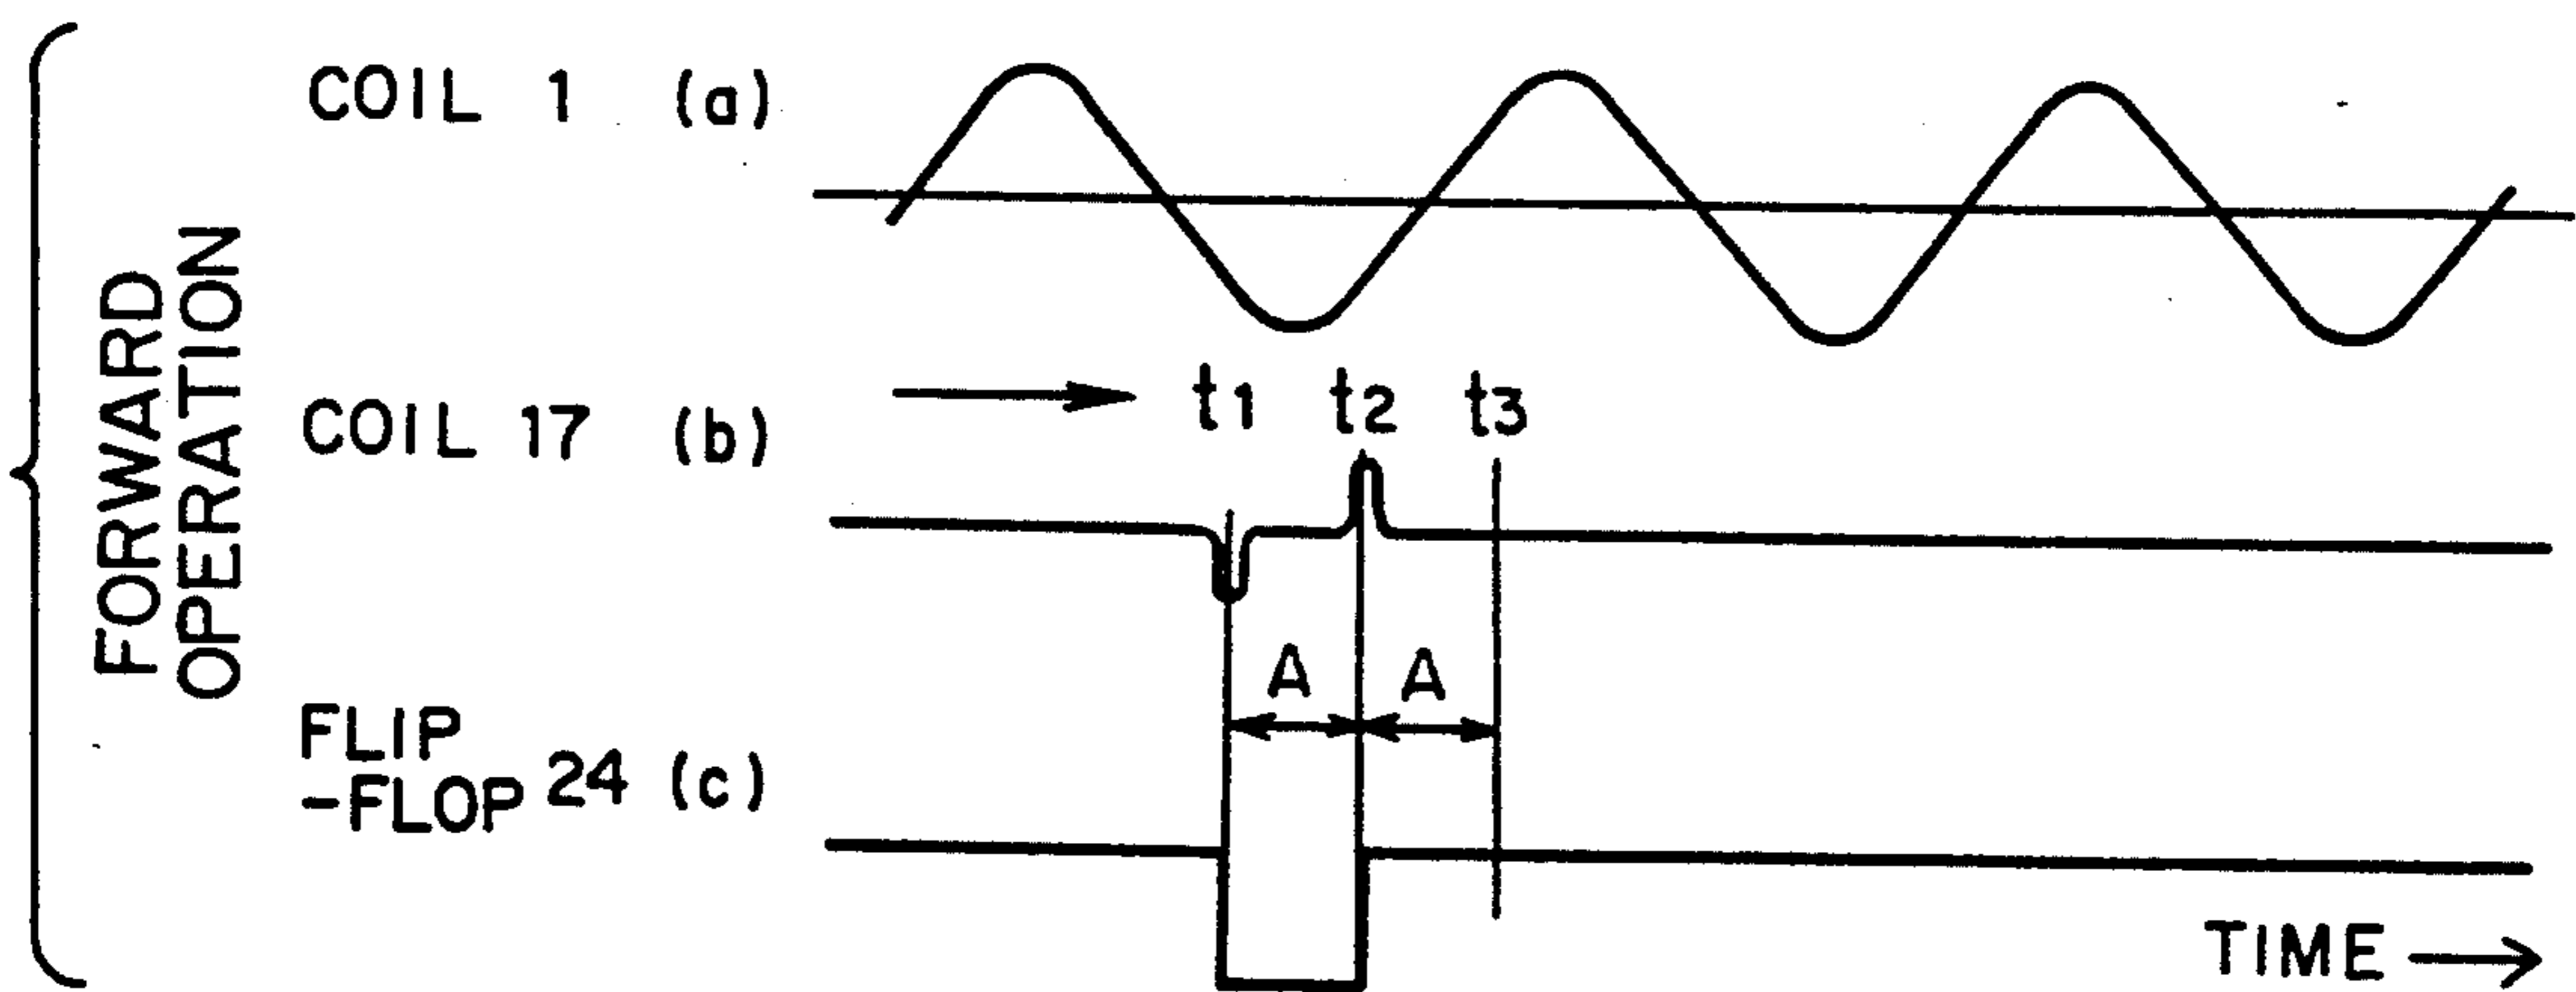 FORWARD
OPERATION
COIL 1 (a)
COIL 17 (b)
t1 t2 t3
A A
FLIP
-FLOP 24 (c)
TIME